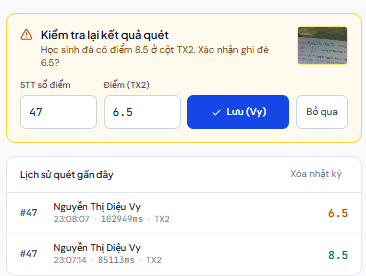 Kiểm tra lại kết quả quét
Học sinh đã có điểm 8.5 ở cột TX2. Xác nhận ghi đè
6.5?
STT sổ điểm
Điểm (TX2)
47
6.5
Lưu (Vy)
Bỏ qua
Lịch sử quét gần đây
Xóa nhật ký
#47
Nguyễn Thị Diệu Vy
23:08:07 · 102949ms · TX2
6.5
#47
Nguyễn Thị Diệu Vy
23:07:14 · 85113ms · TX2
8.5